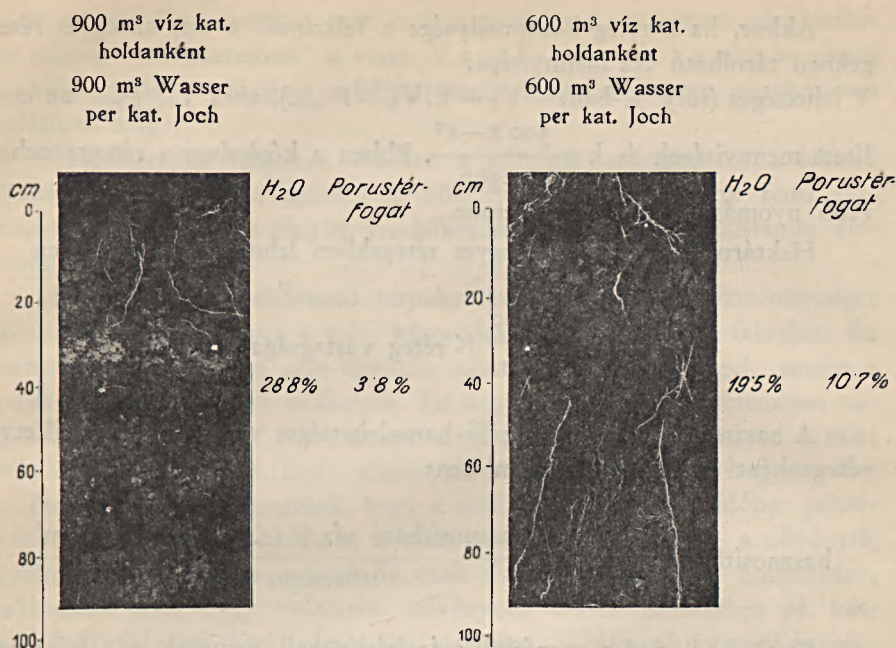 900 m³ víz kat.
holdanként
900 m³ Wasser
per kat. Joch
cm
H₂O
Porustér-
fogat
0
20
40
28·8%
3·8%
60
80
100
600 m³ víz kat.
holdanként
600 m³ Wasser
per kat. Joch
cm
H₂O
Porustér-
fogat
0
20
40
19·5%
10·7%
60
80
100